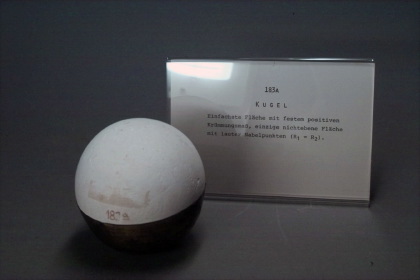 183A
KUGEL
Einfachste Fläche mit festem positiven
Krümmungsmaß, einzige nichtebene Fläche
mit lauter Nabelpunkten (R₁ = R₂).
183a